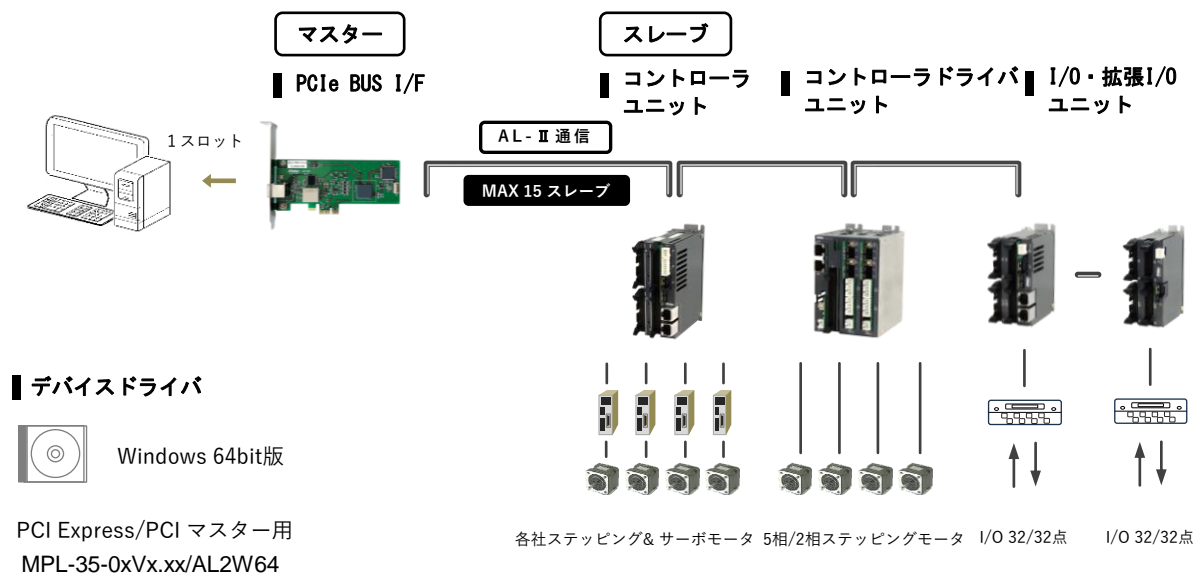 マスター
スレーブ
PCIe BUS I/F
コントローラ
ユニット
コントローラドライバ
ユニット
I/O・拡張I/O
ユニット
1スロット
AL-Ⅱ通信
MAX 15 スレーブ
デバイスドライバ
Windows 64bit版
PCI Express/PCI マスター用
MPL-35-0xVx.xx/AL2W64
各社ステッピング& サーボモータ
5相/2相ステッピングモータ
I/O 32/32点
I/O 32/32点